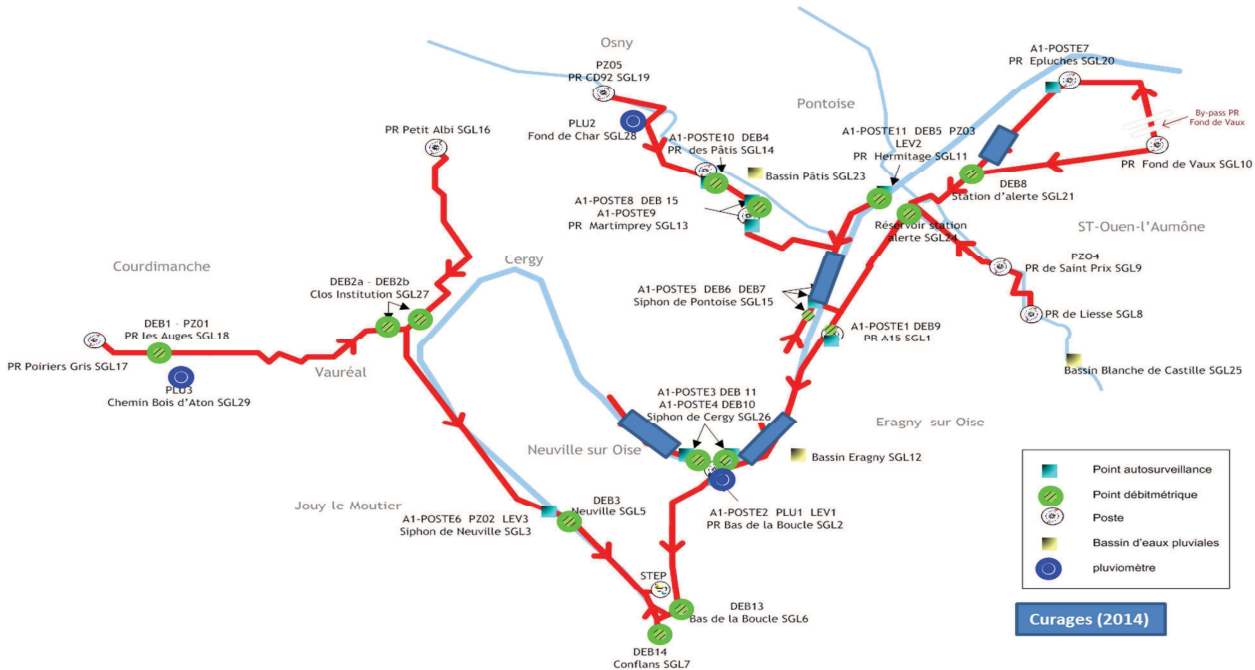 Osny
PZ05
PR CD92 SGL19
PLU2
Fond de Char SGL28
PR Petit Albi SGL16
A1-POSTE10 DEB4
PR des Pâtis SGL14
Bassin Pâtis SGL23
A1-POSTE8 DEB 15
A1-POSTE9
PR Martimprey SGL13
Pontoise
A1-POSTE11 DEB5 PZ03
LEV2
PR Hermitage SGL11
A1-POSTE7
PR Epluches SGL20
By-pass PR
Fond de Vaux
PR Fond de Vaux SGL10
DEB8
Station d'alerte SGL21
Réservoir station
alerte SGL24
ST-Ouen-l'Aumône
PZ04
PR de Saint Prix SGL9
PR de Liesse SGL8
Bassin Blanche de Castille SGL25
Courdimanche
Cergy
DEB2a - DEB2b
Clos Institution SGL27
DEB1 - PZ01
PR les Auges SGL18
PR Poiriers Gris SGL17
Vauréal
PLU3
Chemin Bois d'Aton SGL29
A1-POSTE5 DEB6 DEB7
Siphon de Pontoise SGL15
A1-POSTE1 DEB9
PR A15 SGL1
A1-POSTE3 DEB 11
A1-POSTE4 DEB10
Siphon de Cergy SGL26
Eragny sur Oise
Neuville sur Oise
Bassin Eragny SGL12
Jouy le Moutier
DEB3
Neuville SGL5
A1-POSTE6 PZ02 LEV3
Siphon de Neuville SGL3
A1-POSTE2 PLU1 LEV1
PR Bas de la Boucle SGL2
STEP
DEB13
Bas de la Boucle SGL6
DEB14
Conflans SGL7
Point autosurveillance
Point débitmétrique
Poste
Bassin d'eaux pluviales
pluviomètre
Curages (2014)